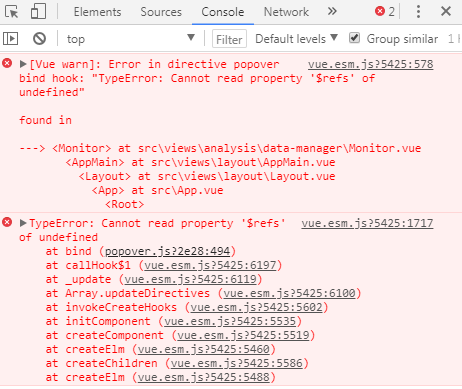 Elements Sources Console Network » 2
top Filter Default levels Group similar 1
[Vue warn]: Error in directive popover vue.esm.js?5425:578
bind hook: "TypeError: Cannot read property '$refs' of
undefined"
found in
---> <Monitor> at src\views\analysis\data-manager\Monitor.vue
<AppMain> at src\views\layout\AppMain.vue
<Layout> at src\views\layout\Layout.vue
<App> at src\App.vue
<Root>
TypeError: Cannot read property '$refs' vue.esm.js?5425:1717
of undefined
at bind (popover.js?2e28:494)
at callHook$1 (vue.esm.js?5425:6197)
at _update (vue.esm.js?5425:6119)
at Array.updateDirectives (vue.esm.js?5425:6100)
at invokeCreateHooks (vue.esm.js?5425:5602)
at initComponent (vue.esm.js?5425:5535)
at createComponent (vue.esm.js?5425:5519)
at createElm (vue.esm.js?5425:5460)
at createChildren (vue.esm.js?5425:5586)
at createElm (vue.esm.js?5425:5488)